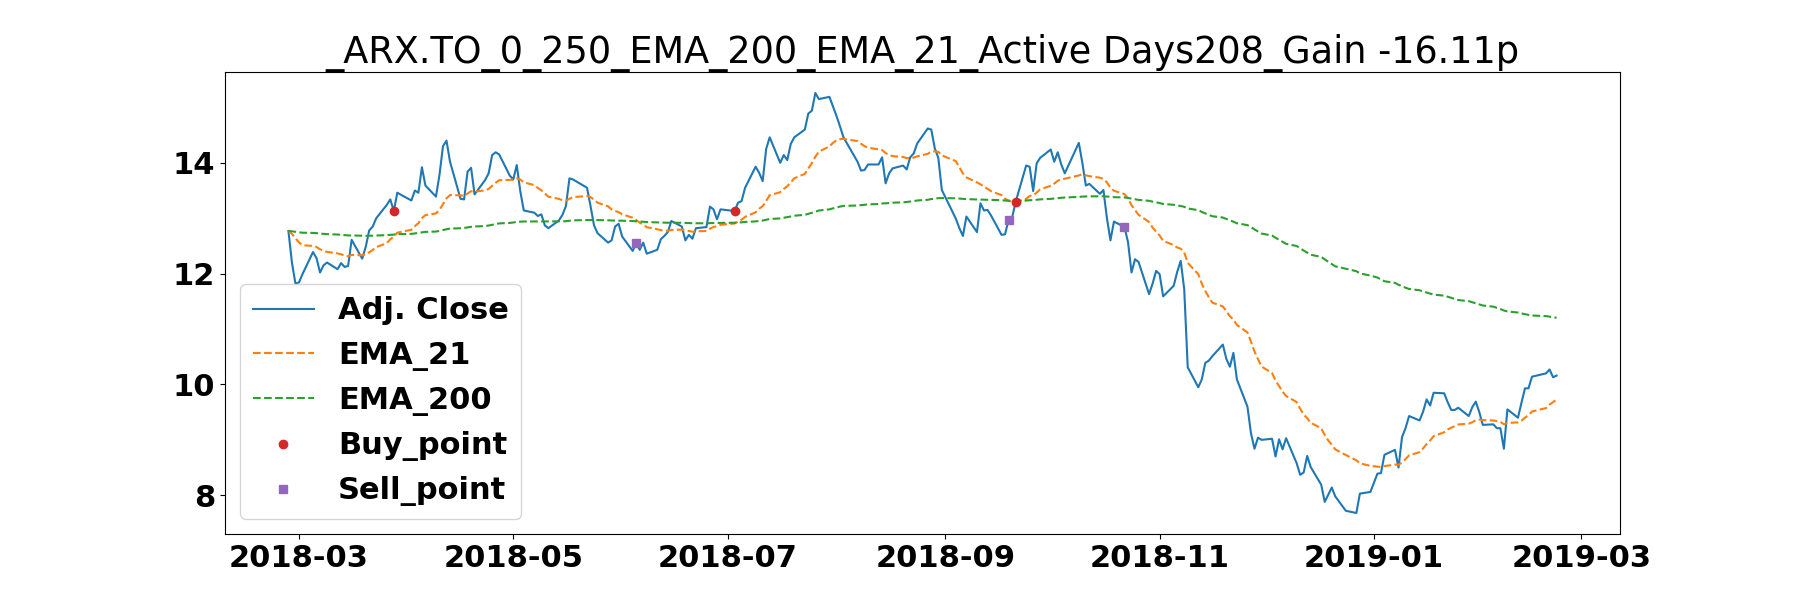 _ARX.TO_0_250_EMA_200_EMA_21_Active Days208_Gain -16.11p
14
12
10
8
Adj. Close
EMA_21
EMA_200
Buy_point
Sell_point
2018-03 2018-05 2018-07 2018-09 2018-11 2019-01 2019-03